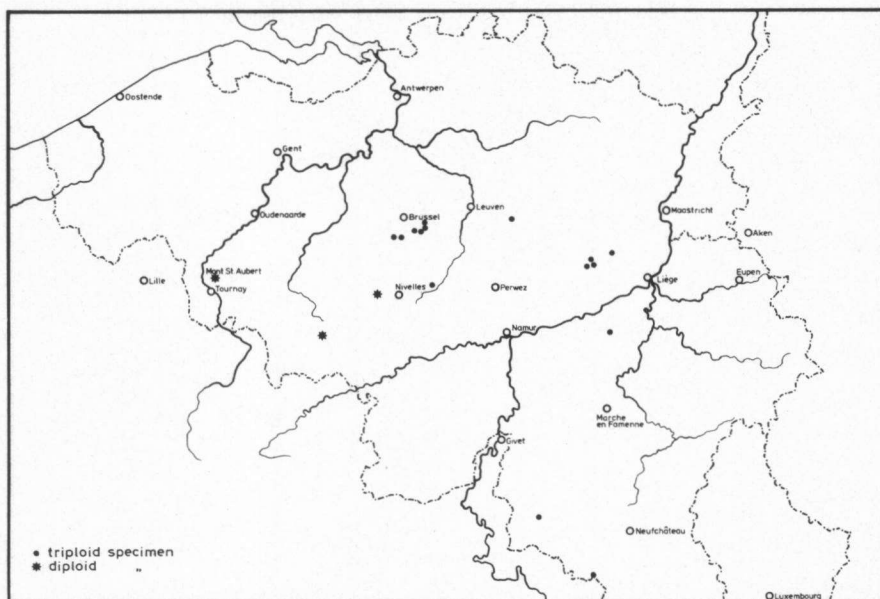 Oostende
Antwerpen
Gent
Oudenaarde
Brussel
Leuven
Maastricht
Aken
Mont St. Aubert
Lille
Tournay
Nivelles
Perwez
Liège
Eupen
Namur
Marche
en Famenne
Givet
Neufchâteau
triploid specimen
diploid „
Luxembourg